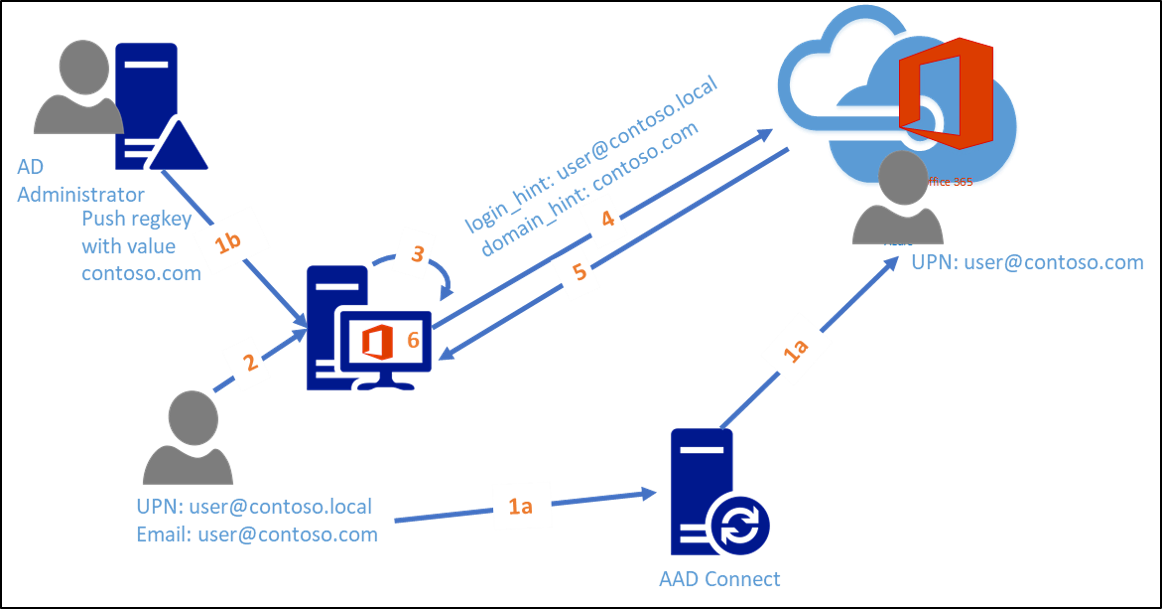 AD
Administrator
Push regkey
with value
contoso.com
1b
3
login_hint: user@contoso.local
domain_hint: contoso.com
4
5
ffice 365
UPN: user@contoso.com
6
2
1a
UPN: user@contoso.local
Email: user@contoso.com
1a
AAD Connect